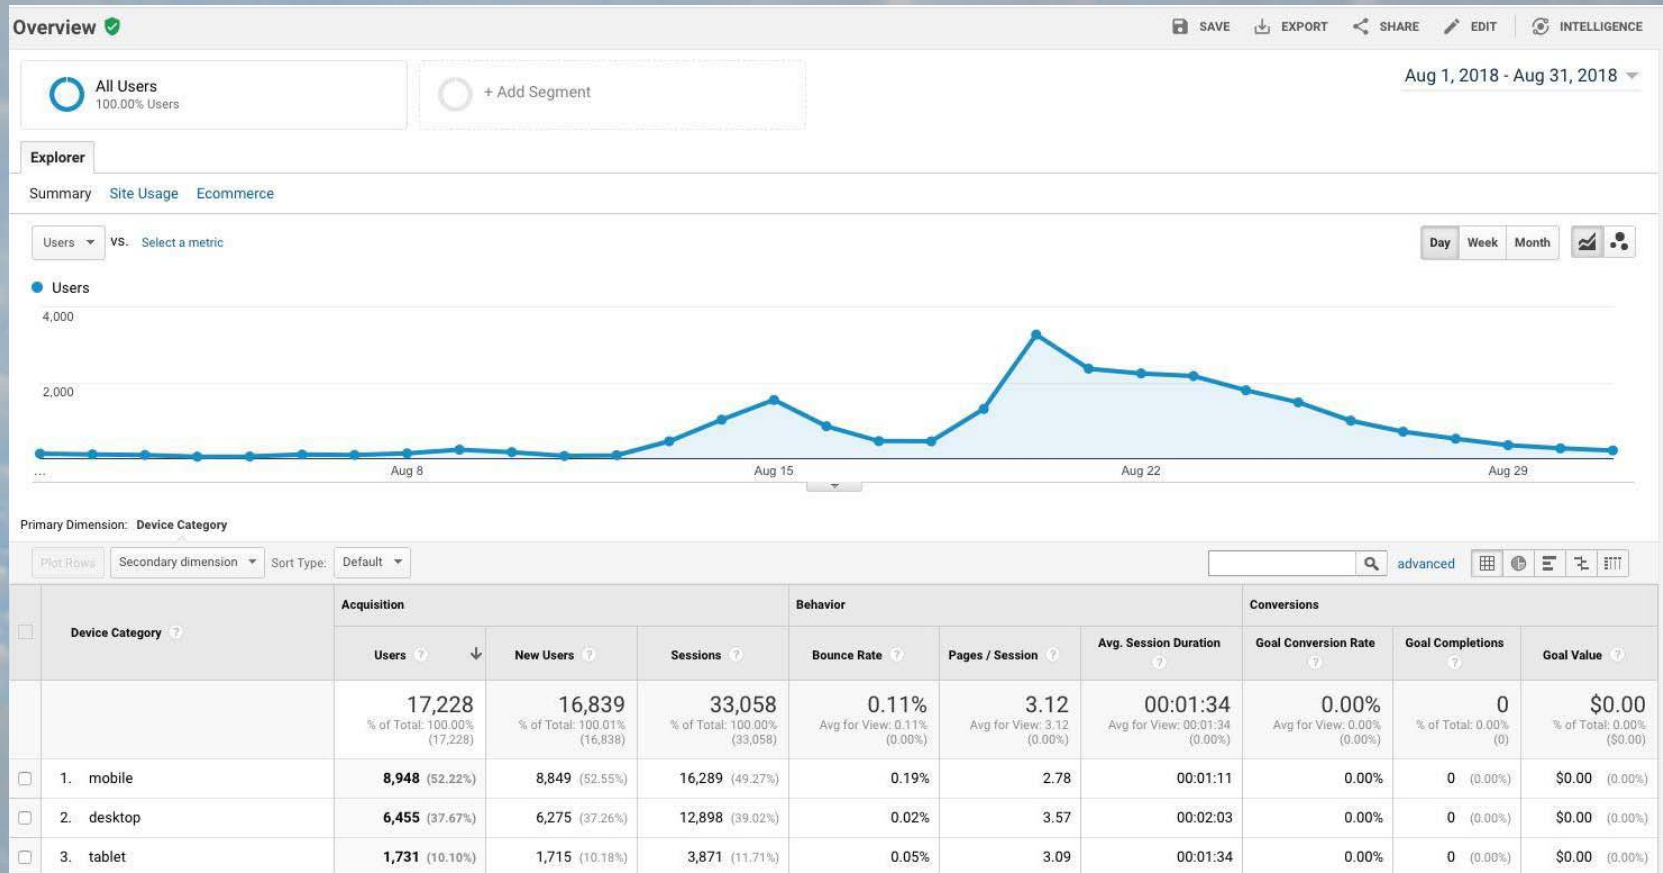 Overview
SAVE EXPORT SHARE EDIT INTELLIGENCE
All Users
100.00% Users
+ Add Segment
Aug 1, 2018 - Aug 31, 2018
Explorer
Summary Site Usage Ecommerce
Users VS. Select a metric
Day Week Month
Users
4,000
2,000
... Aug 8 Aug 15 Aug 22 Aug 29
Primary Dimension: Device Category
Plot Rows Secondary dimension Sort Type: Default advanced
Acquisition Behavior Conversions
Device Category ?
Users ? New Users ? Sessions ? Bounce Rate ? Pages / Session ? Avg. Session Duration ? Goal Conversion Rate ? Goal Completions ? Goal Value ?
17,228 16,839 33,058 0.11% 3.12 00:01:34 0.00% 0 $0.00
% of Total: 100.00% % of Total: 100.01% % of Total: 100.00% Avg for View: 0.11% Avg for View: 3.12 Avg for View: 00:01:34 Avg for View: 0.00% % of Total: 0.00% % of Total: 0.00%
(17,228) (16,838) (33,058) (0.00%) (0.00%) (0.00%) (0.00%) (0) ($0.00)
1. mobile 8,948 (52.22%) 8,849 (52.55%) 16,289 (49.27%) 0.19% 2.78 00:01:11 0.00% 0 (0.00%) $0.00 (0.00%)
2. desktop 6,455 (37.67%) 6,275 (37.26%) 12,898 (39.02%) 0.02% 3.57 00:02:03 0.00% 0 (0.00%) $0.00 (0.00%)
3. tablet 1,731 (10.10%) 1,715 (10.18%) 3,871 (11.71%) 0.05% 3.09 00:01:34 0.00% 0 (0.00%) $0.00 (0.00%)